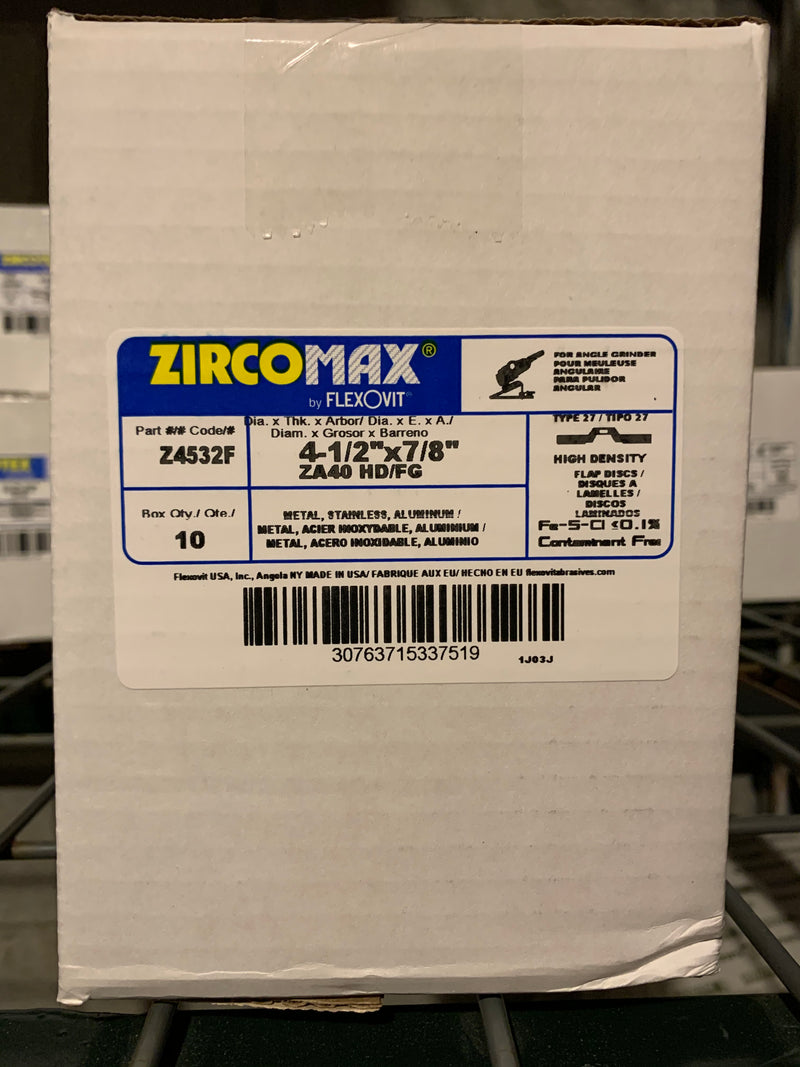 ZIRCOMAX®
by FLEXOVIT
FOR ANGLE GRINDER
POUR MEULEUSE
ANGULAIRE
PARA PULIDOR
ANGULAR
Part #/# Code/#
Z4532F
Dia. x Thk. x Arbor/ Dia. x E. x A./
Diam. x Grosor x Barreno
4-1/2"x7/8"
ZA40 HD/FG
TYPE 27 / TIPO 27
HIGH DENSITY
FLAP DISCS /
DISQUES A
LAMELLES /
DISCOS
LAMINADOS
Fe-S-Cl ≤0.1%
Contaminent Free
Box Qty./ Qte./
10
METAL, STAINLESS, ALUMINUM /
METAL, ACIER INOXYDABLE, ALUMINIUM /
METAL, ACERO INOXIDABLE, ALUMINIO
Flexovit USA, Inc., Angola NY MADE IN USA/ FABRIQUE AUX EU/ HECHO EN EU flexovitabrasives.com
30763715337519
1J03J
ZIRCO